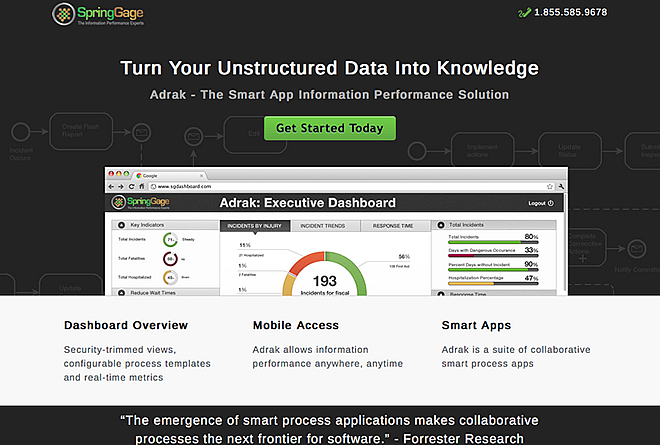 SpringGage
The Information Performance Experts
1.855.585.9678
Turn Your Unstructured Data Into Knowledge
Adrak - The Smart App Information Performance Solution
Get Started Today
Incident
Occurs
Create Flash
Report
Edit
Implement
actions
Update
Status
Submit
Google
www.sgdashboard.com
SpringGage
The Information Performance Experts
Adrak: Executive Dashboard
Logout
Key Indicators
Total Incidents
71
Steady
Total Fatalities
Up
Total Hospitalized
Down
Reduce Wait Times
INCIDENTS BY INJURY
INCIDENT TRENDS
RESPONSE TIME
11%
21 Hospitalized
1%
2 Fatalities
1%
56%
108 First Aid
193
Incidents for fiscal
Total Incidents
Total Incidents
80%
Days with Dangerous Occurance
33%
Percent Days without Incident
90%
Hospitalization Percentage
47%
Response Time
Complete
Corrective
Update
Dashboard Overview
Security-trimmed views,
configurable process templates
and real-time metrics
Mobile Access
Adrak allows information
performance anywhere, anytime
Smart Apps
Adrak is a suite of collaborative
smart process apps
“The emergence of smart process applications makes collaborative
processes the next frontier for software.” - Forrester Research